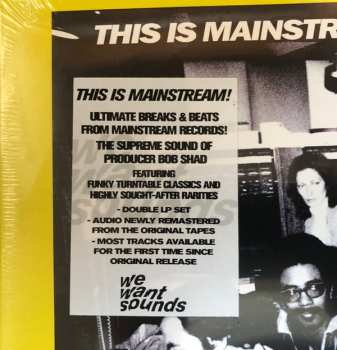 THIS IS MAINSTR
THIS IS MAINSTREAM!
ULTIMATE BREAKS & BEATS
FROM MAINSTREAM RECORDS!
THE SUPREME SOUND OF
PRODUCER BOB SHAD
FEATURING
FUNKY TURNTABLE CLASSICS AND
HIGHLY SOUGHT-AFTER RARITIES
- DOUBLE LP SET
- AUDIO NEWLY REMASTERED
FROM THE ORIGINAL TAPES
- MOST TRACKS AVAILABLE
FOR THE FIRST TIME SINCE
ORIGINAL RELEASE
we
want
sounds